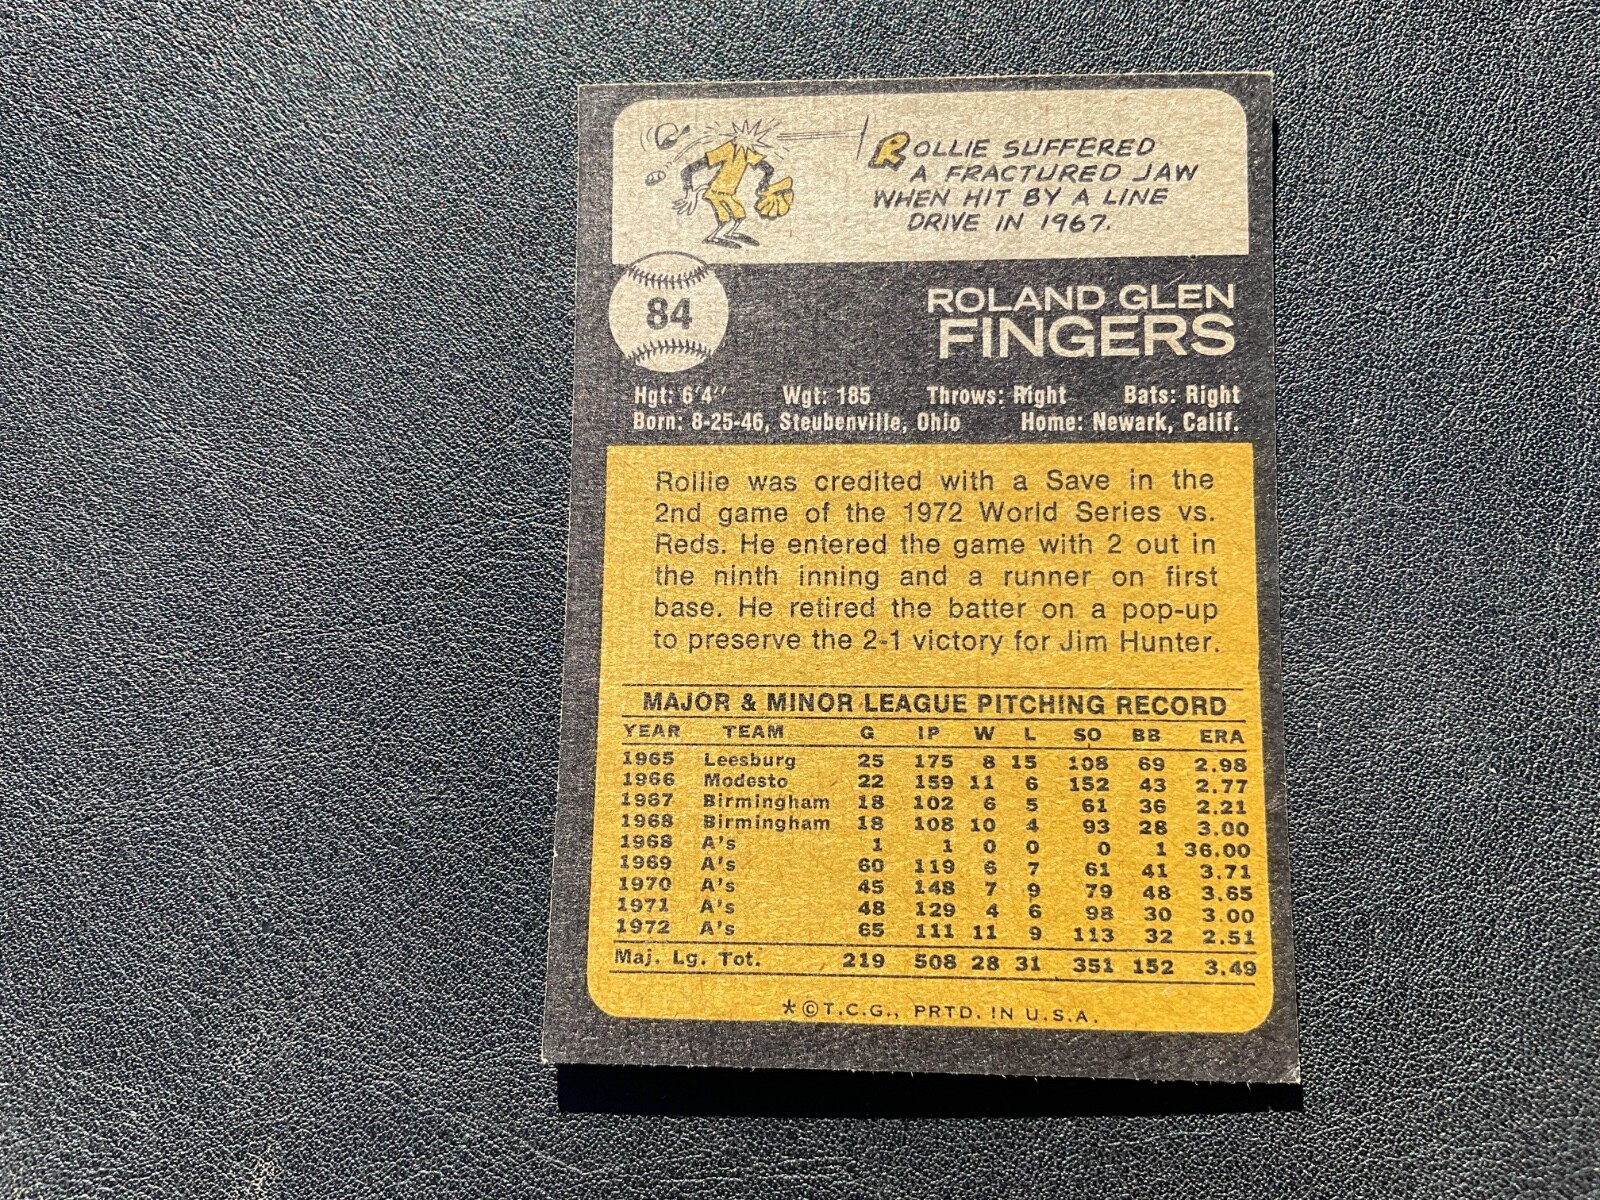 ROLLIE SUFFERED
A FRACTURED JAW
WHEN HIT BY A LINE
DRIVE IN 1967.
84
ROLAND GLEN
FINGERS
Hgt: 6'4" Wgt: 185 Throws: Right Bats: Right
Born: 8-25-46, Steubenville, Ohio Home: Newark, Calif.
Rollie was credited with a Save in the
2nd game of the 1972 World Series vs.
Reds. He entered the game with 2 out in
the ninth inning and a runner on first
base. He retired the batter on a pop-up
to preserve the 2-1 victory for Jim Hunter.
MAJOR & MINOR LEAGUE PITCHING RECORD
YEAR TEAM G IP W L SO BB ERA
1965 Leesburg 25 175 8 15 108 69 2.98
1966 Modesto 22 159 11 6 152 43 2.77
1967 Birmingham 18 102 6 5 61 36 2.21
1968 Birmingham 18 108 10 4 93 28 3.00
1968 A's 1 1 0 0 0 1 36.00
1969 A's 60 119 6 7 61 41 3.71
1970 A's 45 148 7 9 79 48 3.65
1971 A's 48 129 4 6 98 30 3.00
1972 A's 65 111 11 9 113 32 2.51
Maj. Lg. Tot. 219 508 28 31 351 152 3.49
*©T.C.G., PRTD. IN U.S.A.